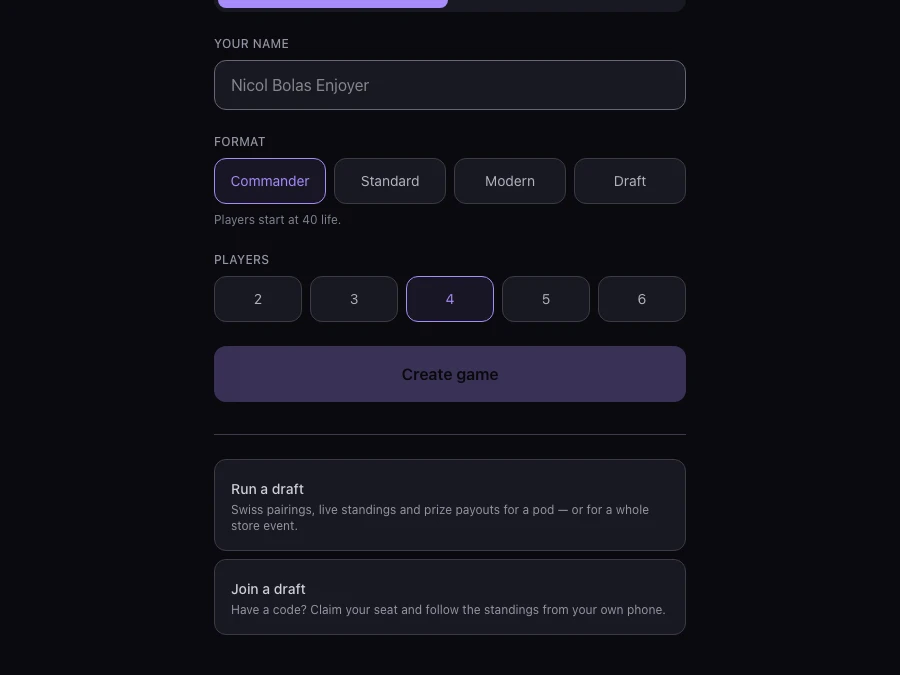 YOUR NAME
Nicol Bolas Enjoyer
FORMAT
Commander
Standard
Modern
Draft
Players start at 40 life.
PLAYERS
2
3
4
5
6
Create game
Run a draft
Swiss pairings, live standings and prize payouts for a pod — or for a whole
store event.
Join a draft
Have a code? Claim your seat and follow the standings from your own phone.